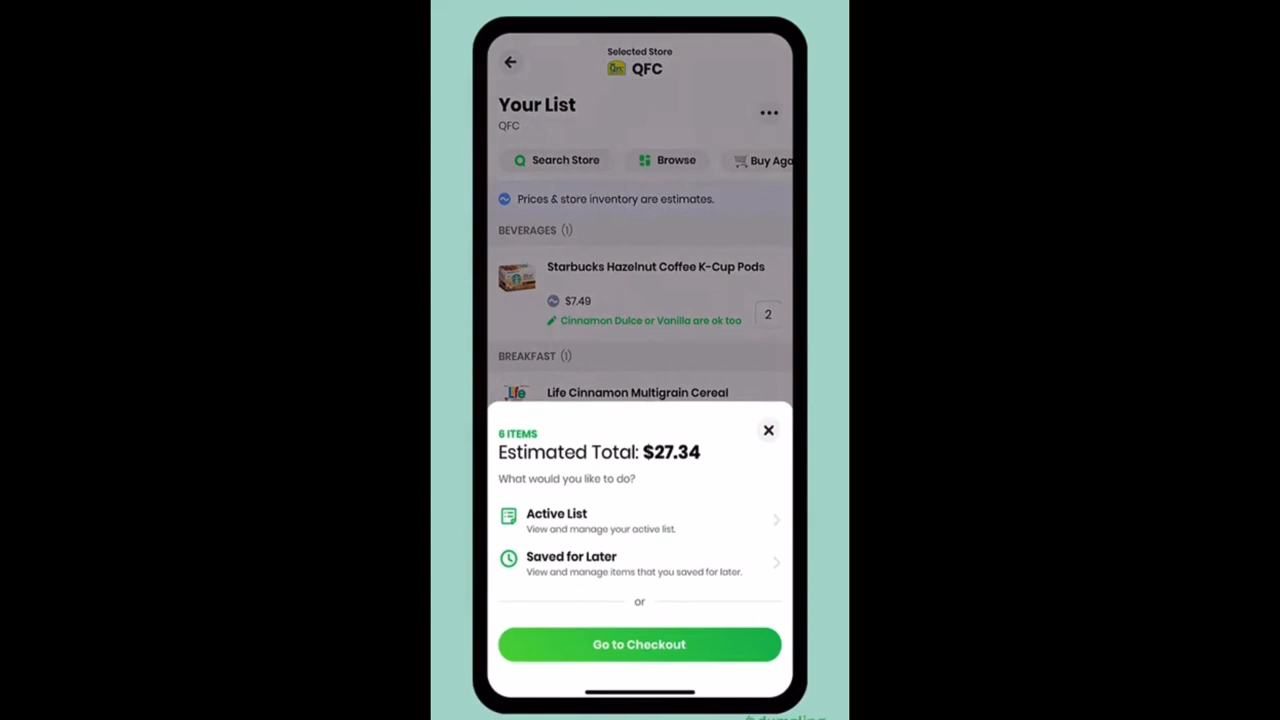 Selected Store
QFC
Your List
QFC
Search Store
Browse
Buy Aga
Prices & store inventory are estimates.
BEVERAGES (1)
Starbucks Hazelnut Coffee K-Cup Pods
$7.49
Cinnamon Dulce or Vanilla are ok too
2
BREAKFAST (1)
Life
Life Cinnamon Multigrain Cereal
6 ITEMS
Estimated Total: $27.34
What would you like to do?
Active List
View and manage your active list.
Saved for Later
View and manage items that you saved for later.
or
Go to Checkout